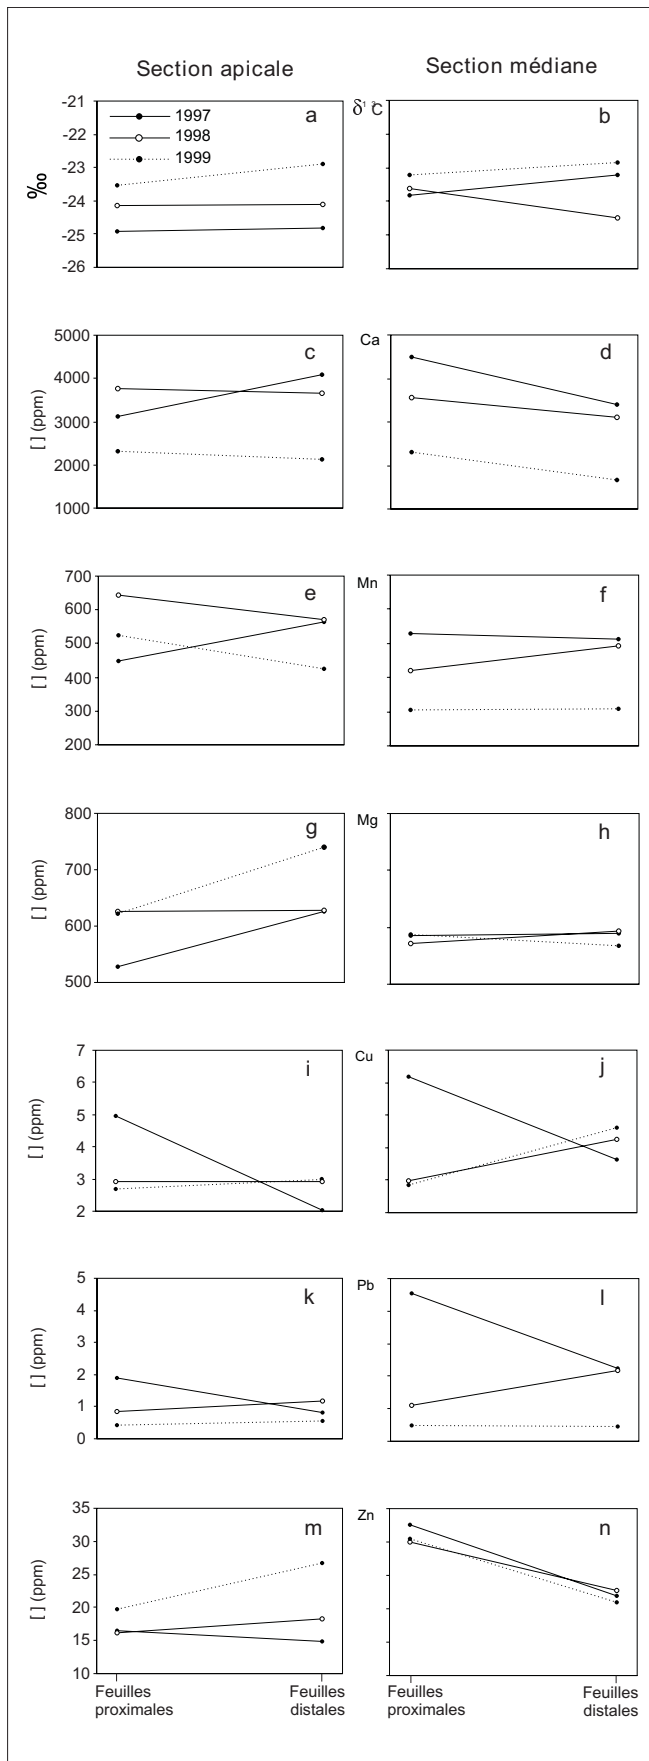 Section apicale
Section médiane
a
δ¹³C
b
1997
1998
1999
‰
-21
-22
-23
-24
-25
-26
c
Ca
d
[ ] (ppm)
5000
4000
3000
2000
1000
e
Mn
f
[ ] (ppm)
700
600
500
400
300
200
g
Mg
h
[ ] (ppm)
800
700
600
500
i
Cu
j
[ ] (ppm)
7
6
5
4
3
2
k
Pb
l
[ ] (ppm)
5
4
3
2
1
0
m
Zn
n
[ ] (ppm)
35
30
25
20
15
10
Feuilles proximales
Feuilles distales
Feuilles proximales
Feuilles distales